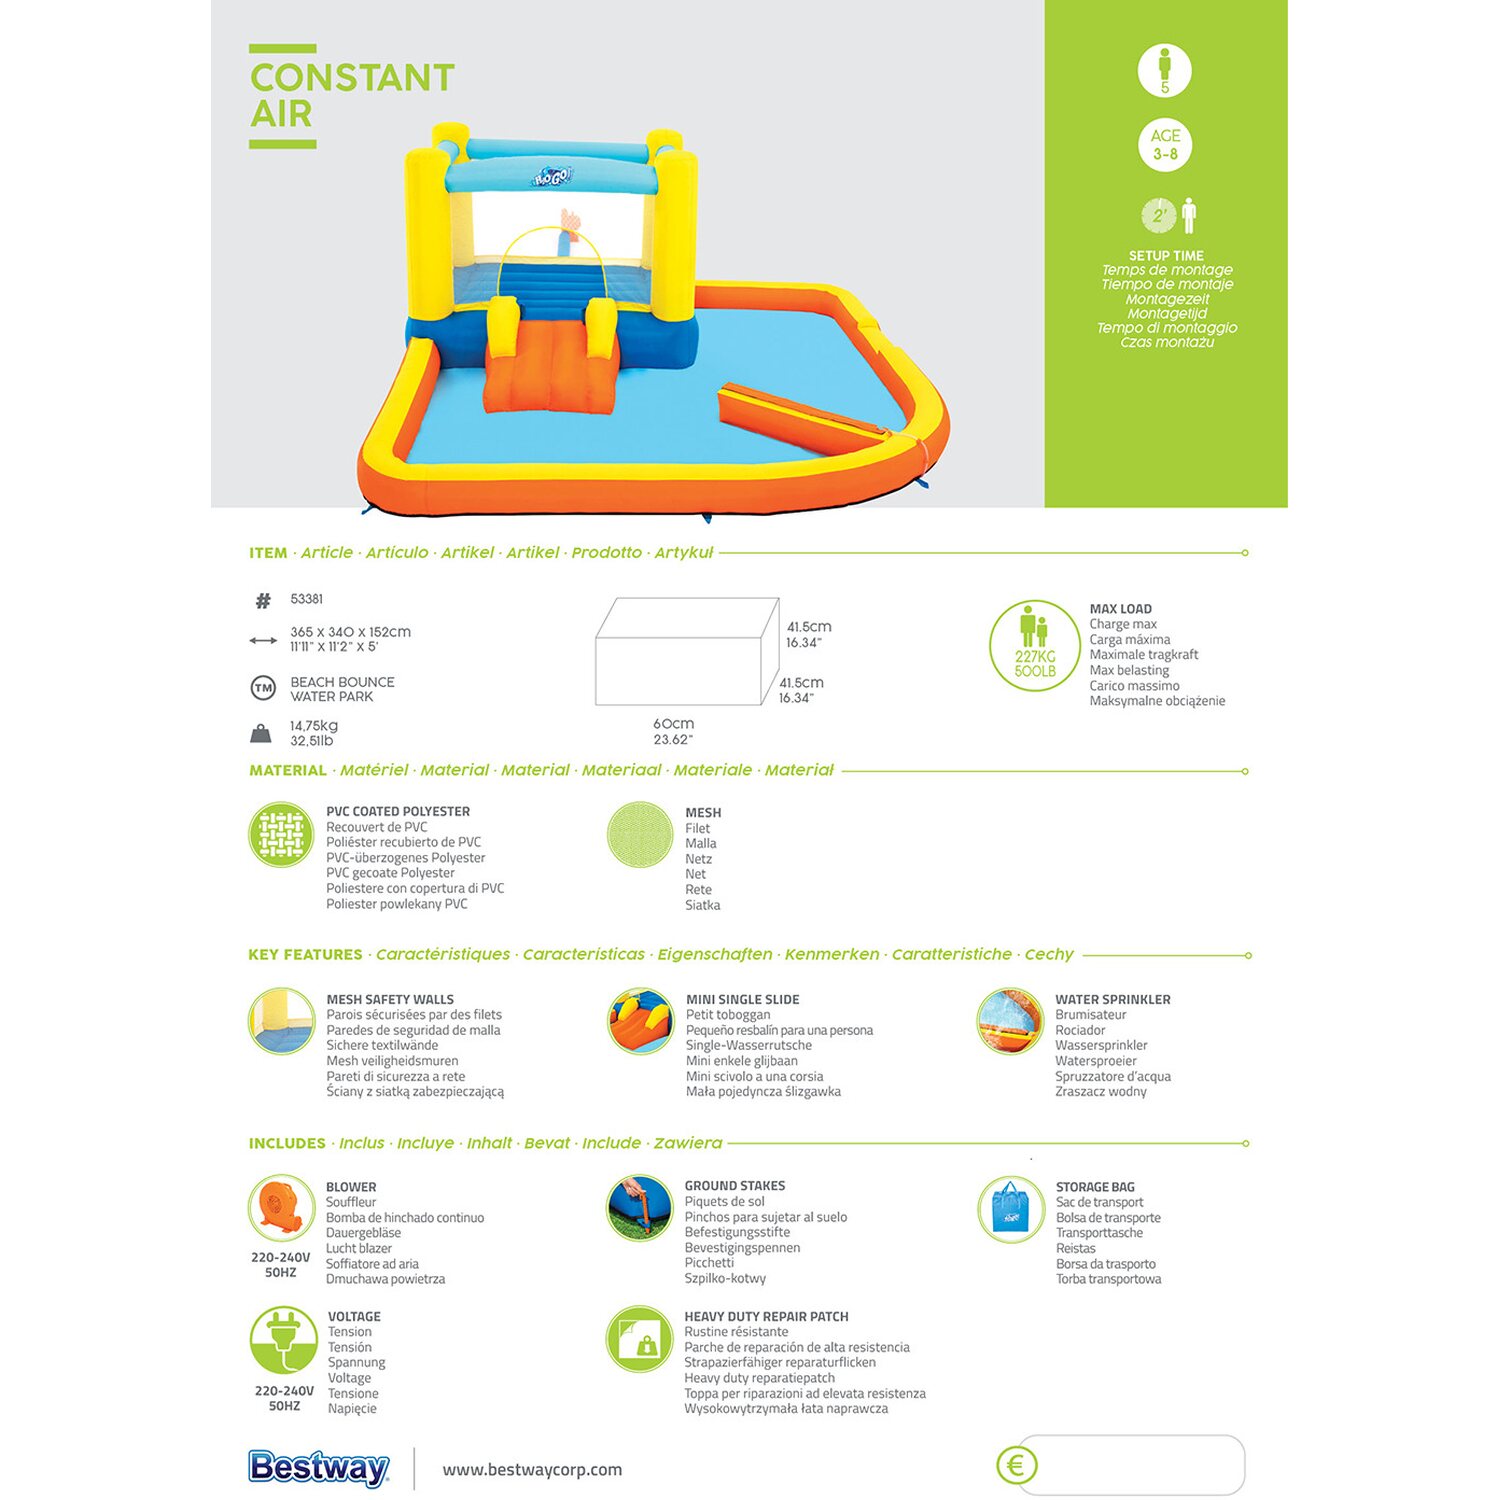 CONSTANT
AIR
H2OGO!
5
AGE
3-8
2'
SETUP TIME
Temps de montage
Tiempo de montaje
Montagezeit
Montagetijd
Tempo di montaggio
Czas montażu
ITEM · Article · Artículo · Artikel · Artikel · Prodotto · Artykuł
# 53381
365 x 340 x 152cm
11'11" x 11'2" x 5'
TM BEACH BOUNCE
WATER PARK
14,75kg
32,51lb
41.5cm
16.34"
41.5cm
16.34"
60cm
23.62"
227KG
500LB
MAX LOAD
Charge max
Carga máxima
Maximale tragkraft
Max belasting
Carico massimo
Maksymalne obciążenie
MATERIAL · Matériel · Material · Material · Materiaal · Materiale · Materiał
PVC COATED POLYESTER
Recouvert de PVC
Poliéster recubierto de PVC
PVC-überzogenes Polyester
PVC gecoate Polyester
Poliestere con copertura di PVC
Poliester powlekany PVC
MESH
Filet
Malla
Netz
Net
Rete
Siatka
KEY FEATURES · Caractéristiques · Características · Eigenschaften · Kenmerken · Caratteristiche · Cechy
MESH SAFETY WALLS
Parois sécurisées par des filets
Paredes de seguridad de malla
Sichere textilwände
Mesh veiligheidsmuren
Pareti di sicurezza a rete
Ściany z siatką zabezpieczającą
MINI SINGLE SLIDE
Petit toboggan
Pequeño resbalín para una persona
Single-Wasserrutsche
Mini enkele glijbaan
Mini scivolo a una corsia
Mała pojedyncza ślizgawka
WATER SPRINKLER
Brumisateur
Rociador
Wassersprinkler
Watersproeier
Spruzzatore d'acqua
Zraszacz wodny
INCLUDES · Inclus · Incluye · Inhalt · Bevat · Include · Zawiera
BLOWER
Souffleur
Bomba de hinchado continuo
Dauergebläse
Lucht blazer
Soffiatore ad aria
Dmuchawa powietrza
220-240V
50HZ
GROUND STAKES
Piquets de sol
Pinchos para sujetar al suelo
Befestigungsstifte
Bevestigingspennen
Picchetti
Szpilko-kotwy
STORAGE BAG
Sac de transport
Bolsa de transporte
Transporttasche
Reistas
Borsa da trasporto
Torba transportowa
VOLTAGE
Tension
Tensión
Spannung
Voltage
Tensione
Napięcie
220-240V
50HZ
HEAVY DUTY REPAIR PATCH
Rustine résistante
Parche de reparación de alta resistencia
Strapazierfähiger reparaturflicken
Heavy duty reparatiepatch
Toppa per riparazioni ad elevata resistenza
Wysokowytrzymała łata naprawcza
Bestway
www.bestwaycorp.com
€